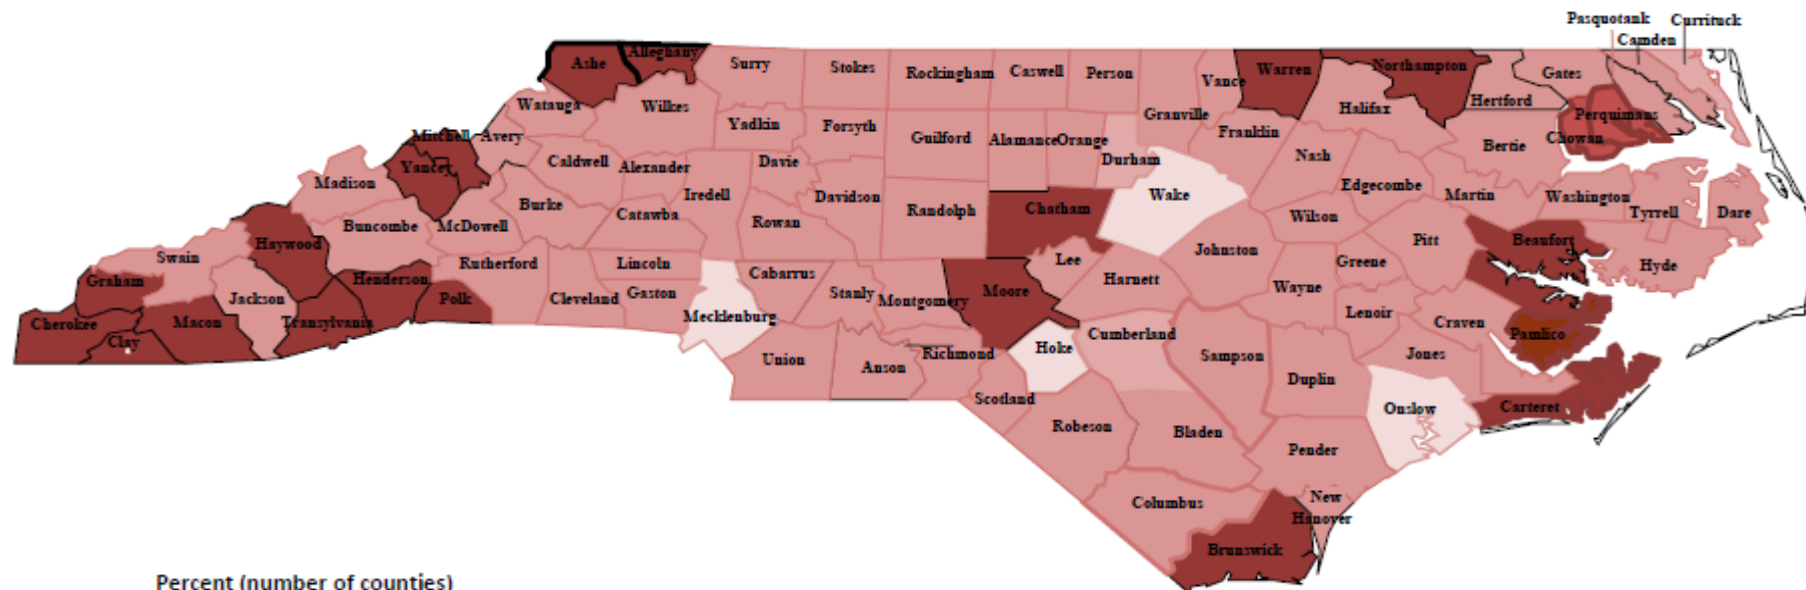 Pasquotank Currituck
Camden
Ashe Alleghany Surry Stokes Rockingham Caswell Person Vance Warren Northampton Gates
Watauga Wilkes Granville Halifax Hertford Perquimans
Mitchell Avery Yadkin Forsyth Guilford Alamance Orange Durham Franklin Chowan
Yancey Caldwell Alexander Davie Nash Bertie
Madison Iredell Davidson Wake Edgecombe Martin Washington
Buncombe McDowell Burke Catawba Rowan Randolph Chatham Wilson Tyrrell Dare
Haywood Swain Rutherford Lincoln Cabarrus Lee Johnston Pitt Beaufort Hyde
Graham Henderson Harnett Greene
Jackson Polk Cleveland Gaston Stanly Montgomery Moore Wayne
Cherokee Macon Transylvania Mecklenburg Lenoir Craven
Clay Union Anson Richmond Hoke Cumberland Sampson Jones Pamlico
Scotland Duplin Onslow Carteret
Robeson Bladen Pender
Columbus New
Hanover
Brunswick
Percent (number of counties)